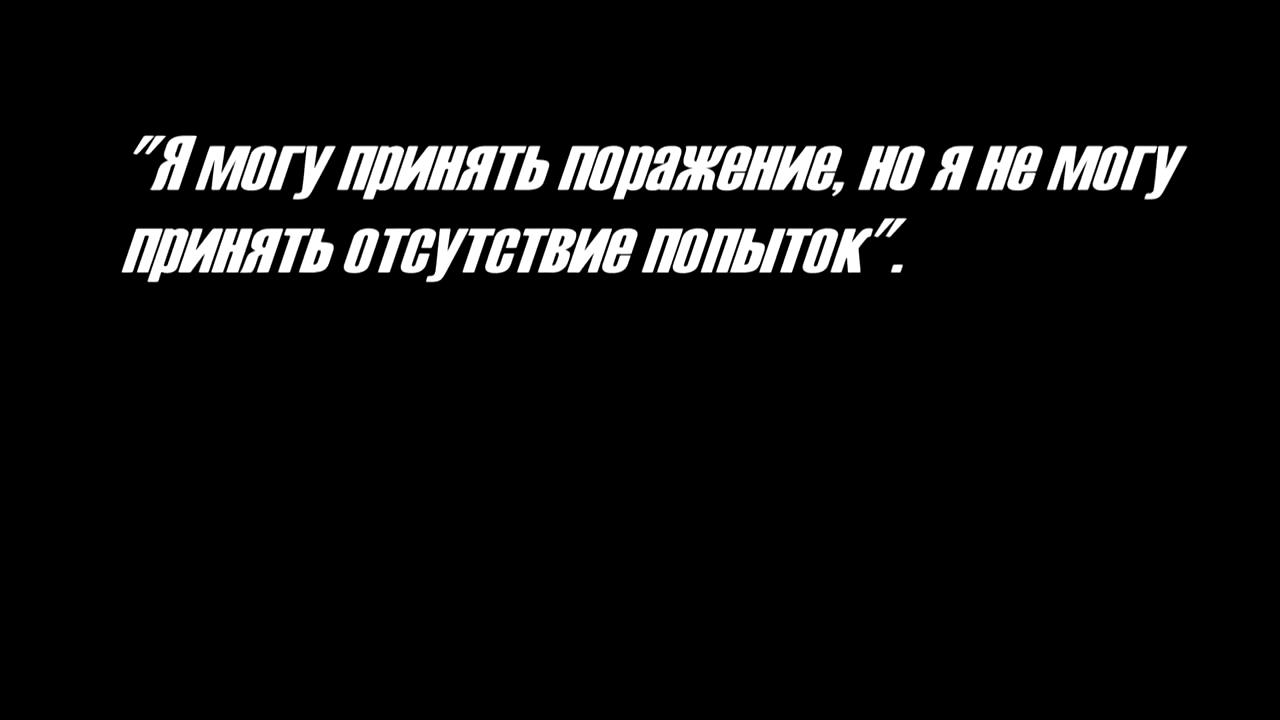 "Я могу принять поражение, но я не могу
принять отсутствие попыток".